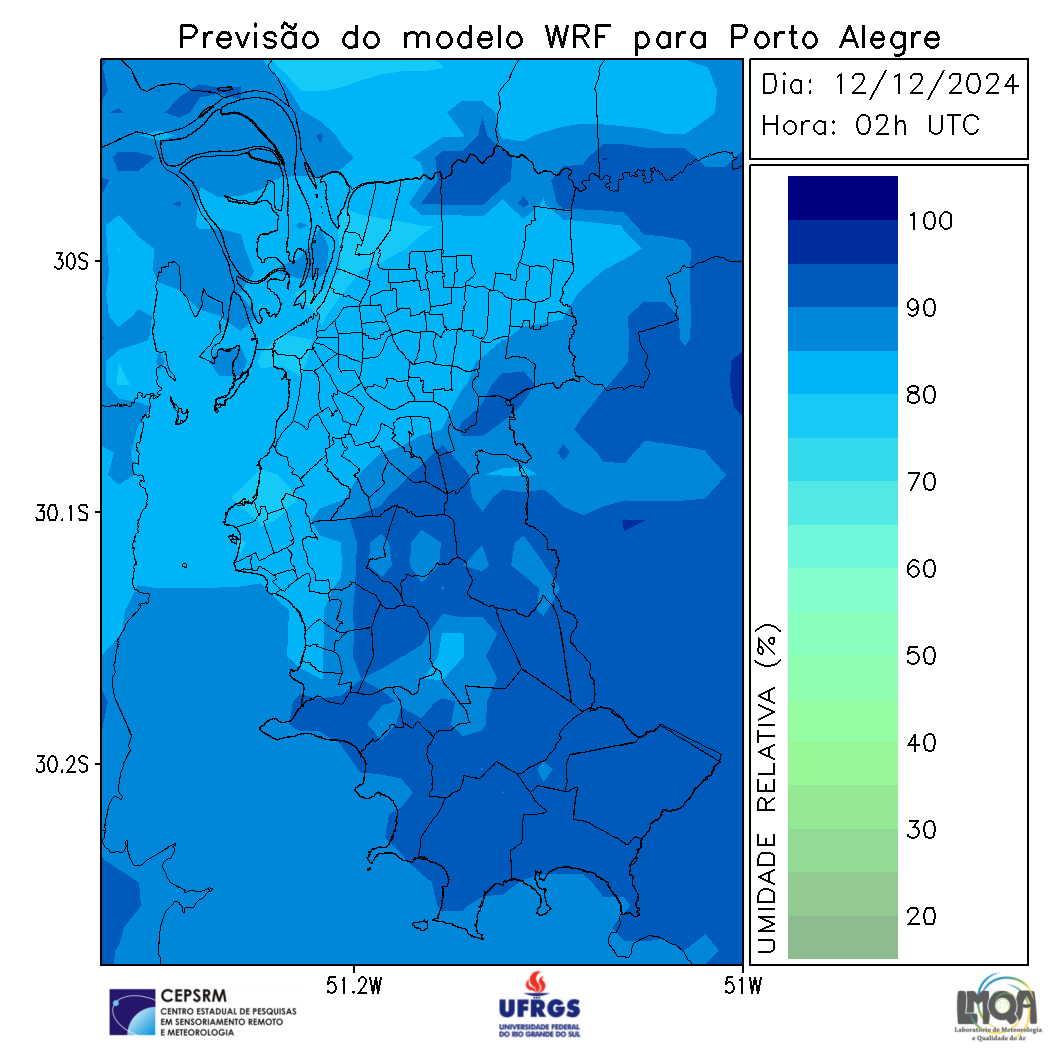 Previsão do modelo WRF para Porto Alegre
Dia: 12/12/2024
Hora: 02h UTC
30S
30.1S
30.2S
51.2W
51W
100
90
80
70
60
50
40
30
20
UMIDADE RELATIVA (%)
CEPSRM
CENTRO ESTADUAL DE PESQUISAS
EM SENSORIAMENTO REMOTO
E METEOROLOGIA
UFRGS
UNIVERSIDADE FEDERAL
DO RIO GRANDE DO SUL
LMQA
Laboratório de Meteorologia
e Qualidade do Ar